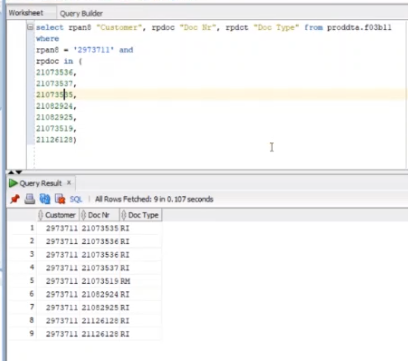 Worksheet Query Builder
select rpan8 "Customer", rpdoc "Doc Nr", rpdct "Doc Type" from proddta.f03b11
where
rpan8 = '2973711' and
rpdoc in (
21073536,
21073537,
21073535,
21082924,
21082925,
21073519,
21126128)
Query Result ×
SQL | All Rows Fetched: 9 in 0.107 seconds
Customer Doc Nr Doc Type
1 2973711 21073535 RI
2 2973711 21073536 RI
3 2973711 21073536 RI
4 2973711 21073537 RI
5 2973711 21073519 RM
6 2973711 21082924 RI
7 2973711 21082925 RI
8 2973711 21126128 RI
9 2973711 21126128 RI